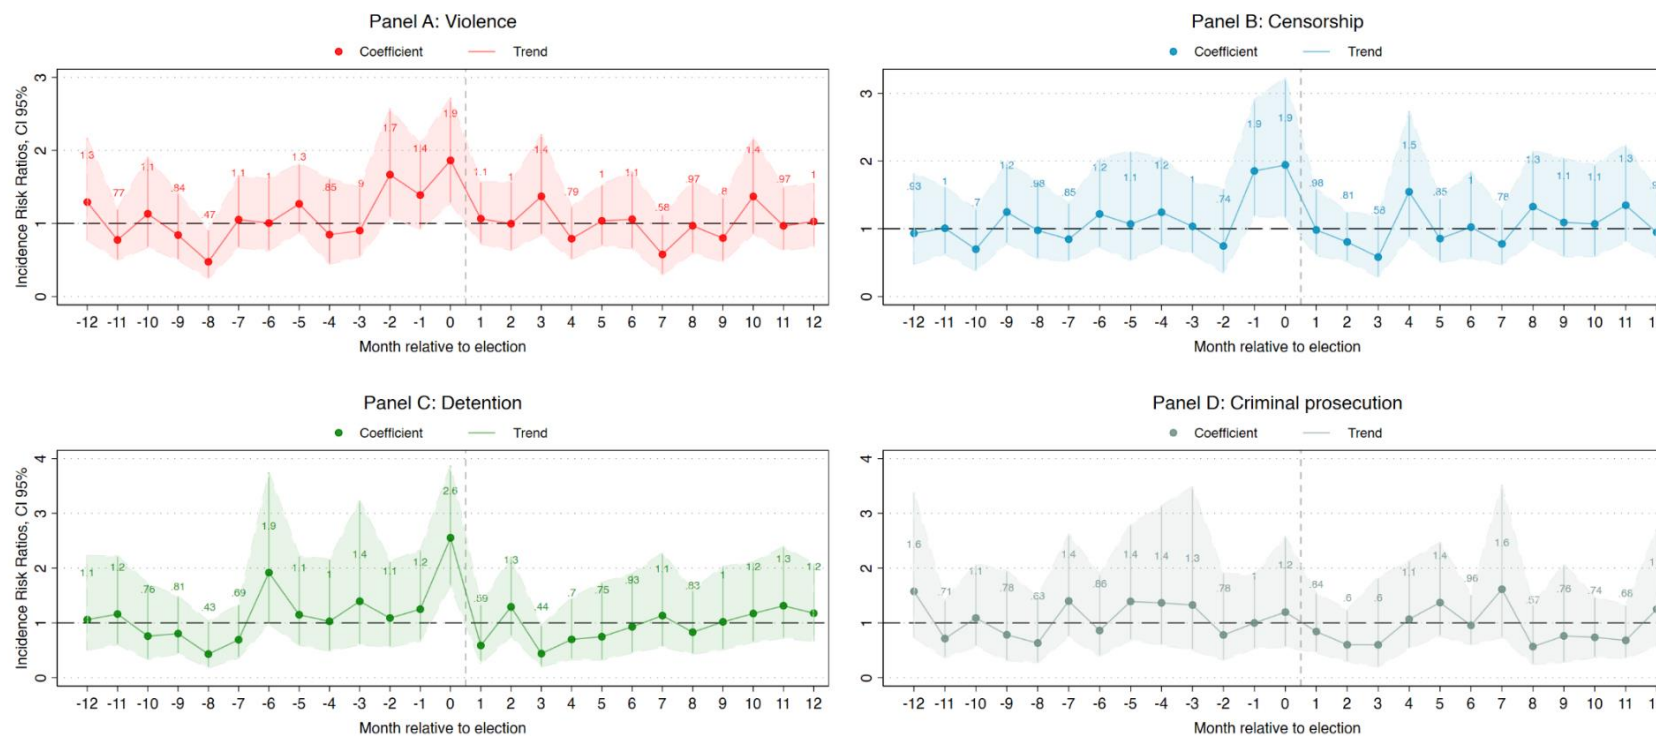 Panel A: Violence
Coefficient Trend
Incidence Risk Ratios, CI 95%
3
2
1
0
1.3 .77 1.1 .84 .47 1.1 1 1.3 .85 .9 1.7 1.4 1.9 1.1 1 1.4 .79 1 1.1 .58 .97 .8 1.4 .97 1
-12 -11 -10 -9 -8 -7 -6 -5 -4 -3 -2 -1 0 1 2 3 4 5 6 7 8 9 10 11 12
Month relative to election
Panel B: Censorship
Coefficient Trend
3
2
1
0
.93 1 .7 1.2 .98 .85 1.2 1.1 1.2 1 .74 1.9 1.9 .98 .81 .58 1.5 .85 1 .78 1.3 1.1 1.1 1.3
-12 -11 -10 -9 -8 -7 -6 -5 -4 -3 -2 -1 0 1 2 3 4 5 6 7 8 9 10 11
Month relative to election
Panel C: Detention
Coefficient Trend
Incidence Risk Ratios, CI 95%
4
3
2
1
0
1.1 1.2 .76 .81 .43 .69 1.9 1.1 1 1.4 1.1 1.2 2.6 .59 1.3 .44 .7 .75 .93 1.1 .83 1 1.2 1.3 1.2
-12 -11 -10 -9 -8 -7 -6 -5 -4 -3 -2 -1 0 1 2 3 4 5 6 7 8 9 10 11 12
Month relative to election
Panel D: Criminal prosecution
Coefficient Trend
4
3
2
1
0
1.6 .71 1.1 .78 .63 1.4 .86 1.4 1.4 1.3 .78 1 1.2 .84 .6 .6 1.1 1.4 .96 1.6 .57 .76 .74
-12 -11 -10 -9 -8 -7 -6 -5 -4 -3 -2 -1 0 1 2 3 4 5 6 7 8 9 10 11
Month relative to election